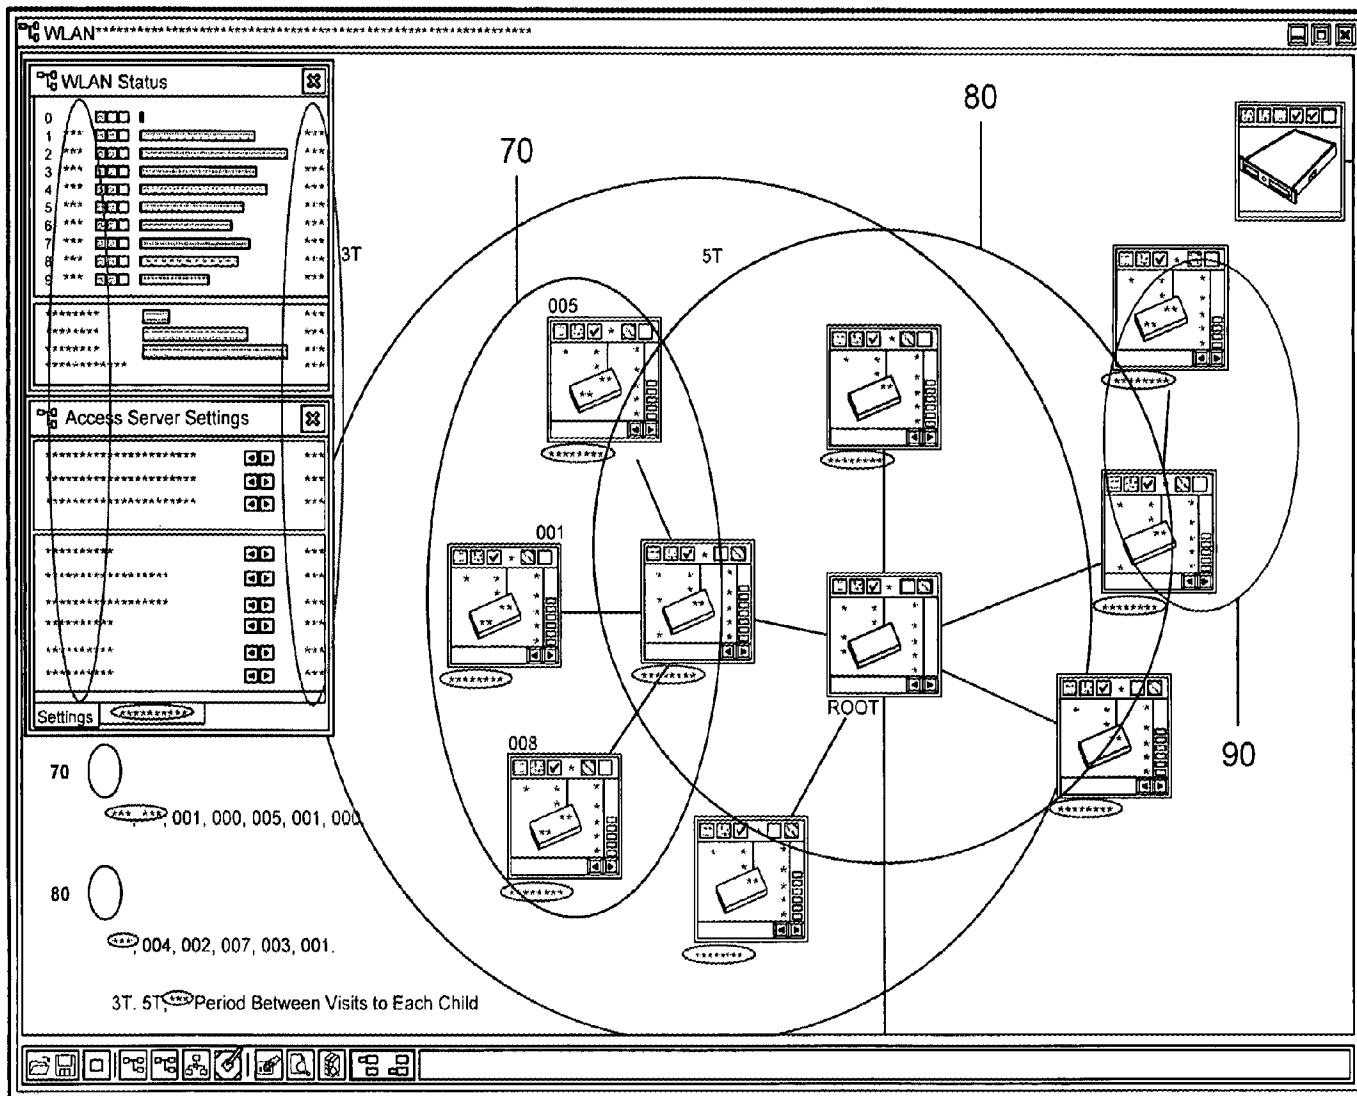 WLAN***
80
WLAN Status
70
0
1 *** ***
2 *** ***
3 *** ***
4 *** ***
5 *** ***
6 *** ***
7 *** ***
8 *** ***
9 *** ***
3T
5T
005
Access Server Settings
001
ROOT
Settings
008
70
90
001, 000, 005, 001, 000
80
***, 004, 002, 007, 003, 001.
3T. 5T, *** Period Between Visits to Each Child